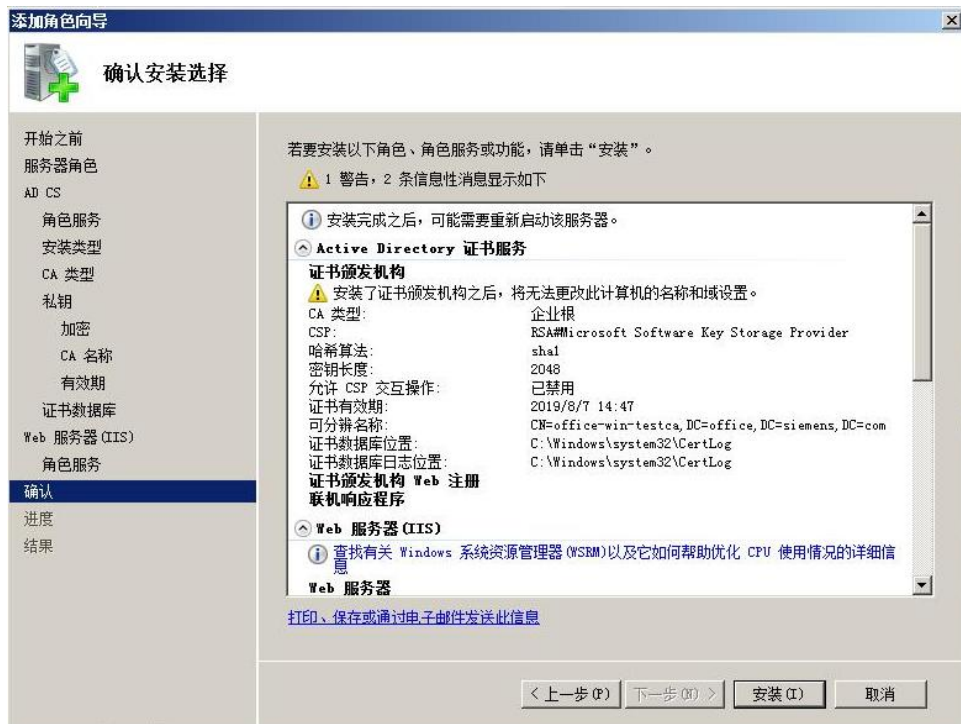 添加角色向导
确认安装选择
开始之前
服务器角色
AD CS
角色服务
安装类型
CA 类型
私钥
加密
CA 名称
有效期
证书数据库
Web 服务器(IIS)
角色服务
确认
进度
结果
若要安装以下角色、角色服务或功能，请单击“安装”。
1 警告，2 条信息性消息显示如下
安装完成之后，可能需要重新启动该服务器。
Active Directory 证书服务
证书颁发机构
安装了证书颁发机构之后，将无法更改此计算机的名称和域设置。
CA 类型: 企业根
CSP: RSA#Microsoft Software Key Storage Provider
哈希算法: sha1
密钥长度: 2048
允许 CSP 交互操作: 已禁用
证书有效期: 2019/8/7 14:47
可分辨名称: CN=office-win-testca,DC=office,DC=siemens,DC=com
证书数据库位置: C:\Windows\system32\CertLog
证书数据库日志位置: C:\Windows\system32\CertLog
证书颁发机构 Web 注册
联机响应程序
Web 服务器(IIS)
查找有关 Windows 系统资源管理器(WSRM)以及它如何帮助优化 CPU 使用情况的详细信
息
Web 服务器
打印、保存或通过电子邮件发送此信息
< 上一步(P) 下一步(N) > 安装(I) 取消